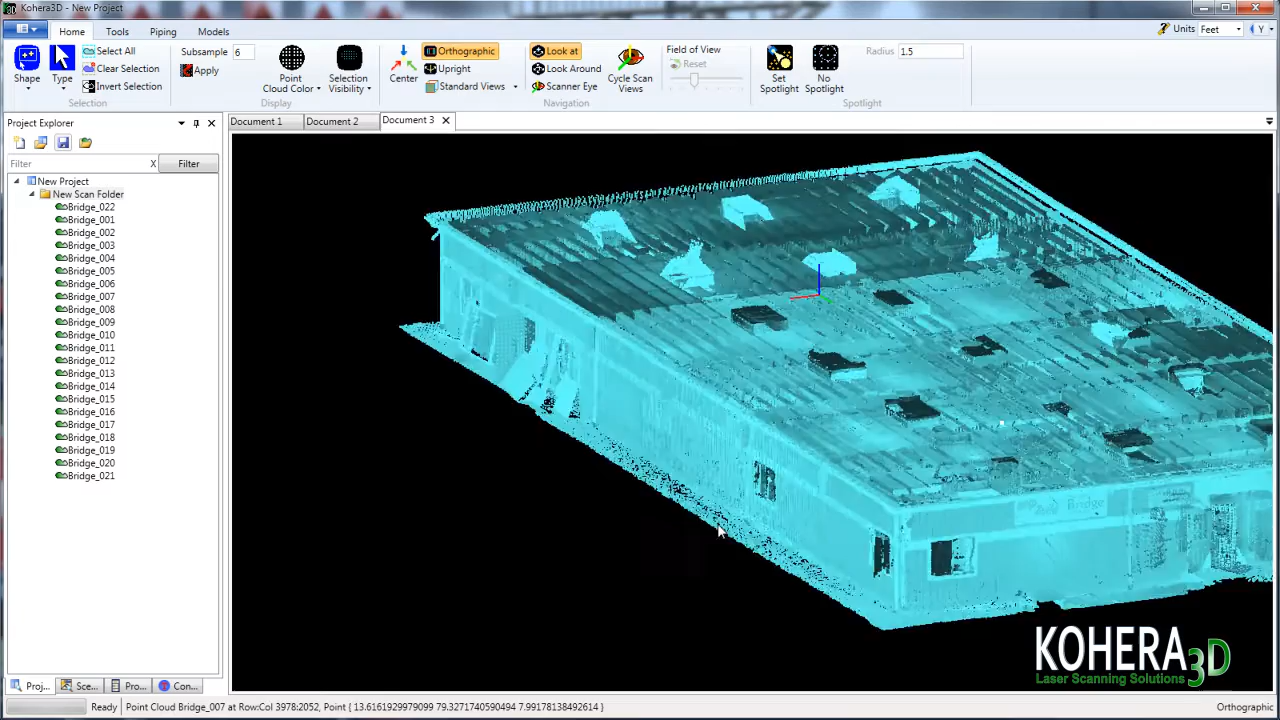 Kohera3D - New Project
Home Tools Piping Models
Units Feet Y
Shape
Type
Select All
Clear Selection
Invert Selection
Selection
Subsample 6
Apply
Point Cloud Color
Selection Visibility
Display
Center
Orthographic
Upright
Standard Views
Look at
Look Around
Scanner Eye
Cycle Scan Views
Navigation
Field of View
Reset
Set Spotlight
No Spotlight
Radius 1.5
Spotlight
Project Explorer
Document 1 Document 2 Document 3
Filter X Filter
New Project
New Scan Folder
Bridge_022
Bridge_001
Bridge_002
Bridge_003
Bridge_004
Bridge_005
Bridge_006
Bridge_007
Bridge_008
Bridge_009
Bridge_010
Bridge_011
Bridge_012
Bridge_013
Bridge_014
Bridge_015
Bridge_016
Bridge_017
Bridge_018
Bridge_019
Bridge_020
Bridge_021
Bridge
KOHERA3D
Laser Scanning Solutions
Proj... Sce... Pro... Con...
Ready Point Cloud Bridge_007 at Row:Col 3978:2052, Point { 13.6161929979099 79.3271740590494 7.99178138492614 } Orthographic